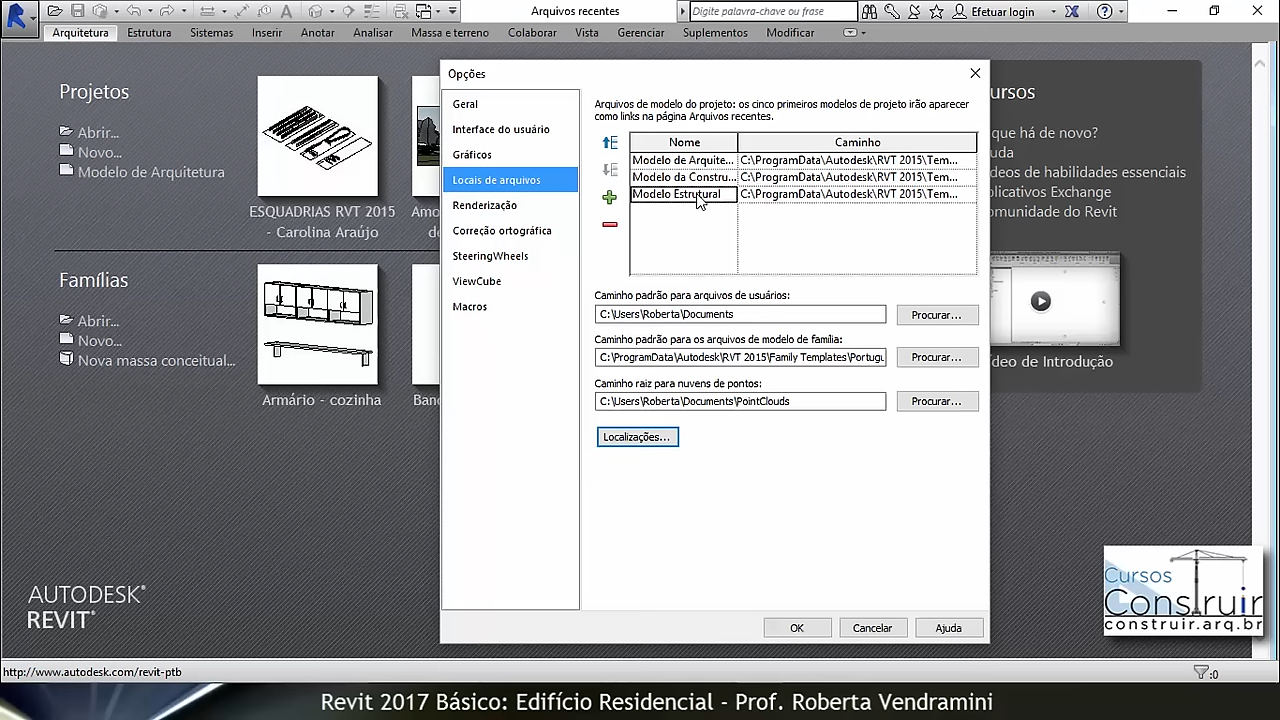 Arquivos recentes
Digite palavra-chave ou frase
Efetuar login
Arquitetura
Estrutura
Sistemas
Inserir
Anotar
Analisar
Massa e terreno
Colaborar
Vista
Gerenciar
Suplementos
Modificar
Projetos
Abrir...
Novo...
Modelo de Arquitetura
ESQUADRIAS RVT 2015
- Carolina Araújo
Amo
de
Famílias
Abrir...
Novo...
Nova massa conceitual...
Armário - cozinha
Banc
AUTODESK®
REVIT®
Opções
Geral
Interface do usuário
Gráficos
Locais de arquivos
Renderização
Correção ortográfica
SteeringWheels
ViewCube
Macros
Arquivos de modelo do projeto: os cinco primeiros modelos de projeto irão aparecer
como links na página Arquivos recentes.
Nome
Caminho
Modelo de Arquite...
C:\ProgramData\Autodesk\RVT 2015\Tem...
Modelo da Constru...
C:\ProgramData\Autodesk\RVT 2015\Tem...
Modelo Estrutural
C:\ProgramData\Autodesk\RVT 2015\Tem...
Caminho padrão para arquivos de usuários:
C:\Users\Roberta\Documents
Procurar...
Caminho padrão para os arquivos de modelo de família:
C:\ProgramData\Autodesk\RVT 2015\Family Templates\Portugu
Procurar...
Caminho raiz para nuvens de pontos:
C:\Users\Roberta\Documents\PointClouds
Procurar...
Localizações...
OK
Cancelar
Ajuda
ursos
que há de novo?
uda
deos de habilidades essenciais
plicativos Exchange
omunidade do Revit
deo de Introdução
Cursos
Construir
construir.arq.br
http://www.autodesk.com/revit-ptb
:0
Revit 2017 Básico: Edifício Residencial - Prof. Roberta Vendramini